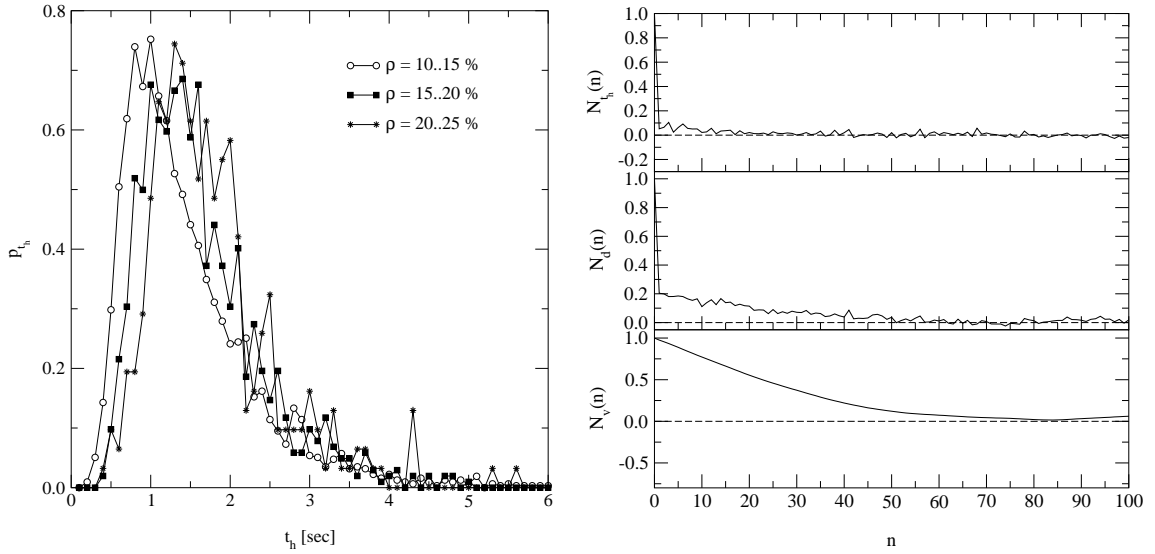 0.8
0.6
0.4
0.2
0.0
p_{t_h}
0 1 2 3 4 5 6
t_h [sec]
ρ = 10..15 %
ρ = 15..20 %
ρ = 20..25 %
1.0
0.8
0.6
0.4
0.2
0.0
-0.2
N_{t_h}(n)
1.0
0.8
0.6
0.4
0.2
0.0
N_d(n)
1.0
0.5
0.0
-0.5
N_v(n)
0 10 20 30 40 50 60 70 80 90 100
n